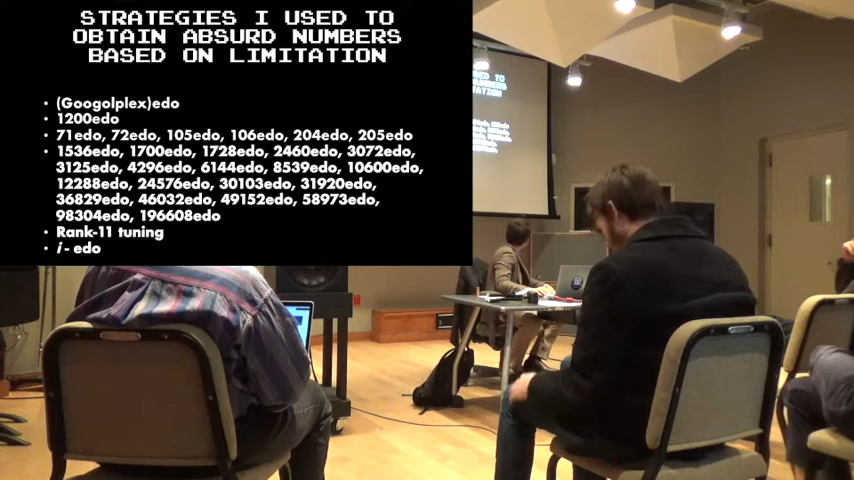 STRATEGIES I USED TO
OBTAIN ABSURD NUMBERS
BASED ON LIMITATION
• (Googolplex)edo
• 1200edo
• 71edo, 72edo, 105edo, 106edo, 204edo, 205edo
• 1536edo, 1700edo, 1728edo, 2460edo, 3072edo,
3125edo, 4296edo, 6144edo, 8539edo, 10600edo,
12288edo, 24576edo, 30103edo, 31920edo,
36829edo, 46032edo, 49152edo, 58973edo,
98304edo, 196608edo
• Rank-11 tuning
• i - edo